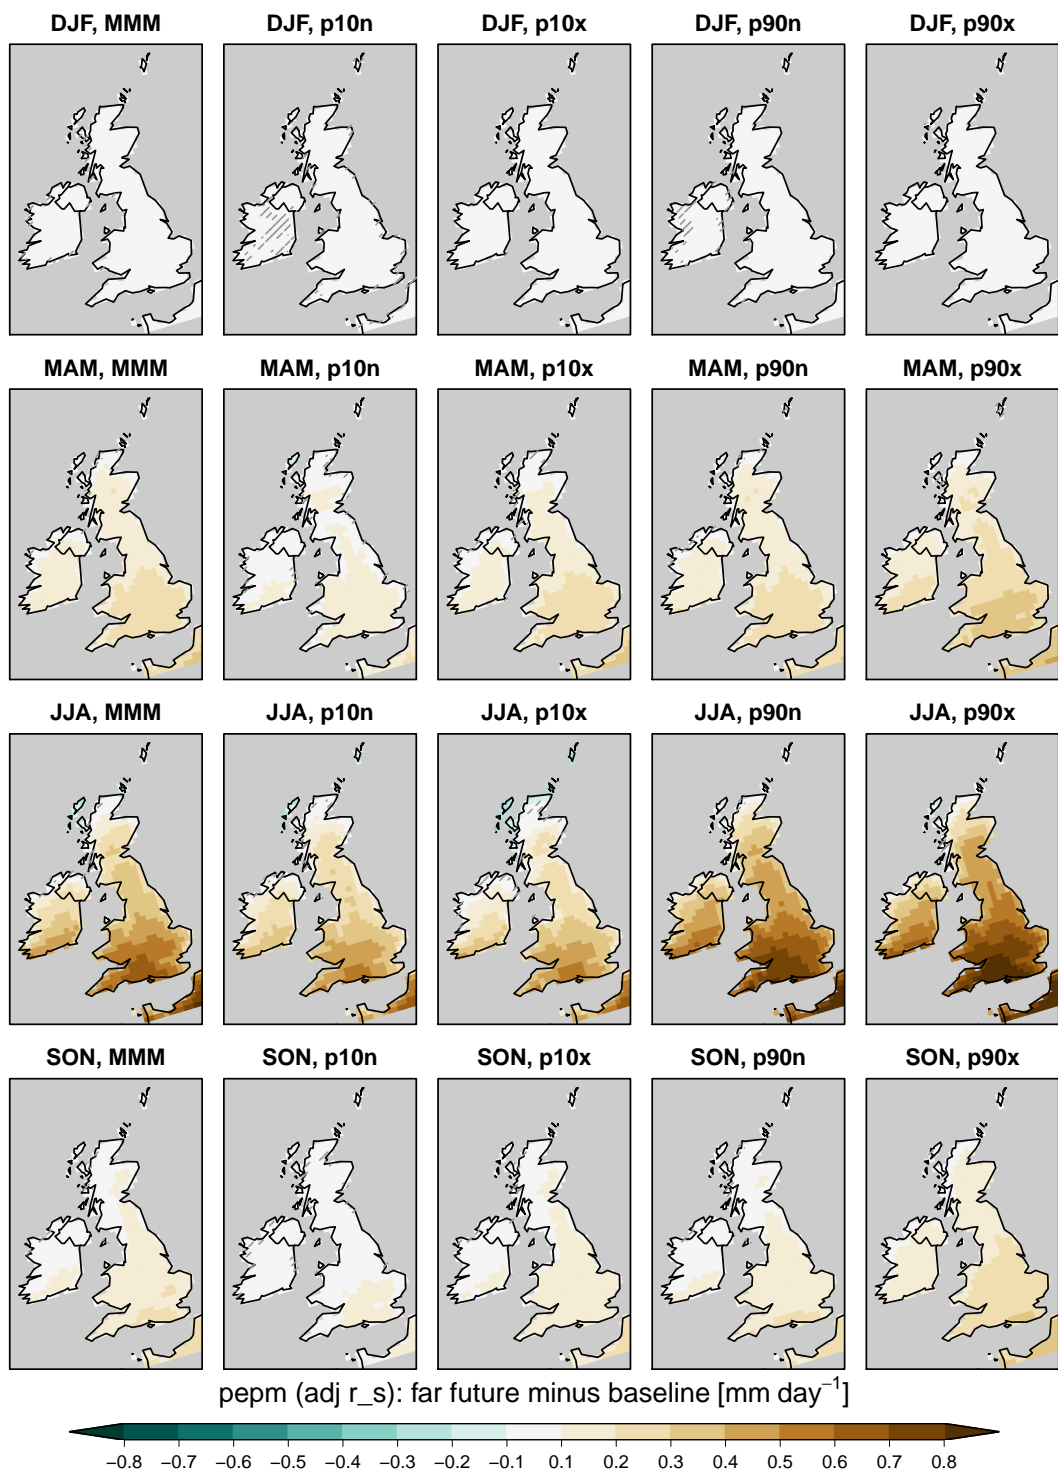 DJF, MMM DJF, p10n DJF, p10x DJF, p90n DJF, p90x
MAM, MMM MAM, p10n MAM, p10x MAM, p90n MAM, p90x
JJA, MMM JJA, p10n JJA, p10x JJA, p90n JJA, p90x
SON, MMM SON, p10n SON, p10x SON, p90n SON, p90x
pepm (adj r_s): far future minus baseline [mm day⁻¹]
−0.8 −0.7 −0.6 −0.5 −0.4 −0.3 −0.2 −0.1 0.1 0.2 0.3 0.4 0.5 0.6 0.7 0.8